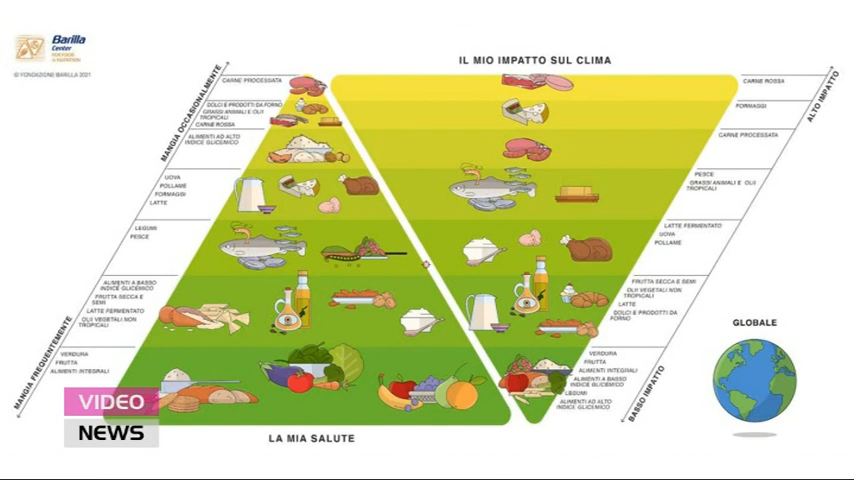 Barilla
Center
FOR FOOD
& NUTRITION
© FONDAZIONE BARILLA 2021
IL MIO IMPATTO SUL CLIMA
MANGIA OCCASIONALMENTE
CARNE PROCESSATA
DOLCI E PRODOTTI DA FORNO
GRASSI ANIMALI E OLII
TROPICALI
CARNE ROSSA
ALIMENTI AD ALTO
INDICE GLICEMICO
UOVA
POLLAME
FORMAGGI
LATTE
LEGUMI
PESCE
ALIMENTI A BASSO
INDICE GLICEMICO
FRUTTA SECCA E
SEMI
LATTE FERMENTATO
OLII VEGETALI NON
TROPICALI
VERDURA
FRUTTA
ALIMENTI INTEGRALI
MANGIA FREQUENTEMENTE
LA MIA SALUTE
ALTO IMPATTO
CARNE ROSSA
FORMAGGI
CARNE PROCESSATA
PESCE
GRASSI ANIMALI E OLII
TROPICALI
LATTE FERMENTATO
UOVA
POLLAME
FRUTTA SECCA E SEMI
OLII VEGETALI NON
TROPICALI
LATTE
DOLCI E PRODOTTI DA
FORNO
VERDURA
FRUTTA
ALIMENTI INTEGRALI
ALIMENTI A BASSO
INDICE GLICEMICO
LEGUMI
ALIMENTI AD ALTO
INDICE GLICEMICO
BASSO IMPATTO
GLOBALE
VIDEO
NEWS